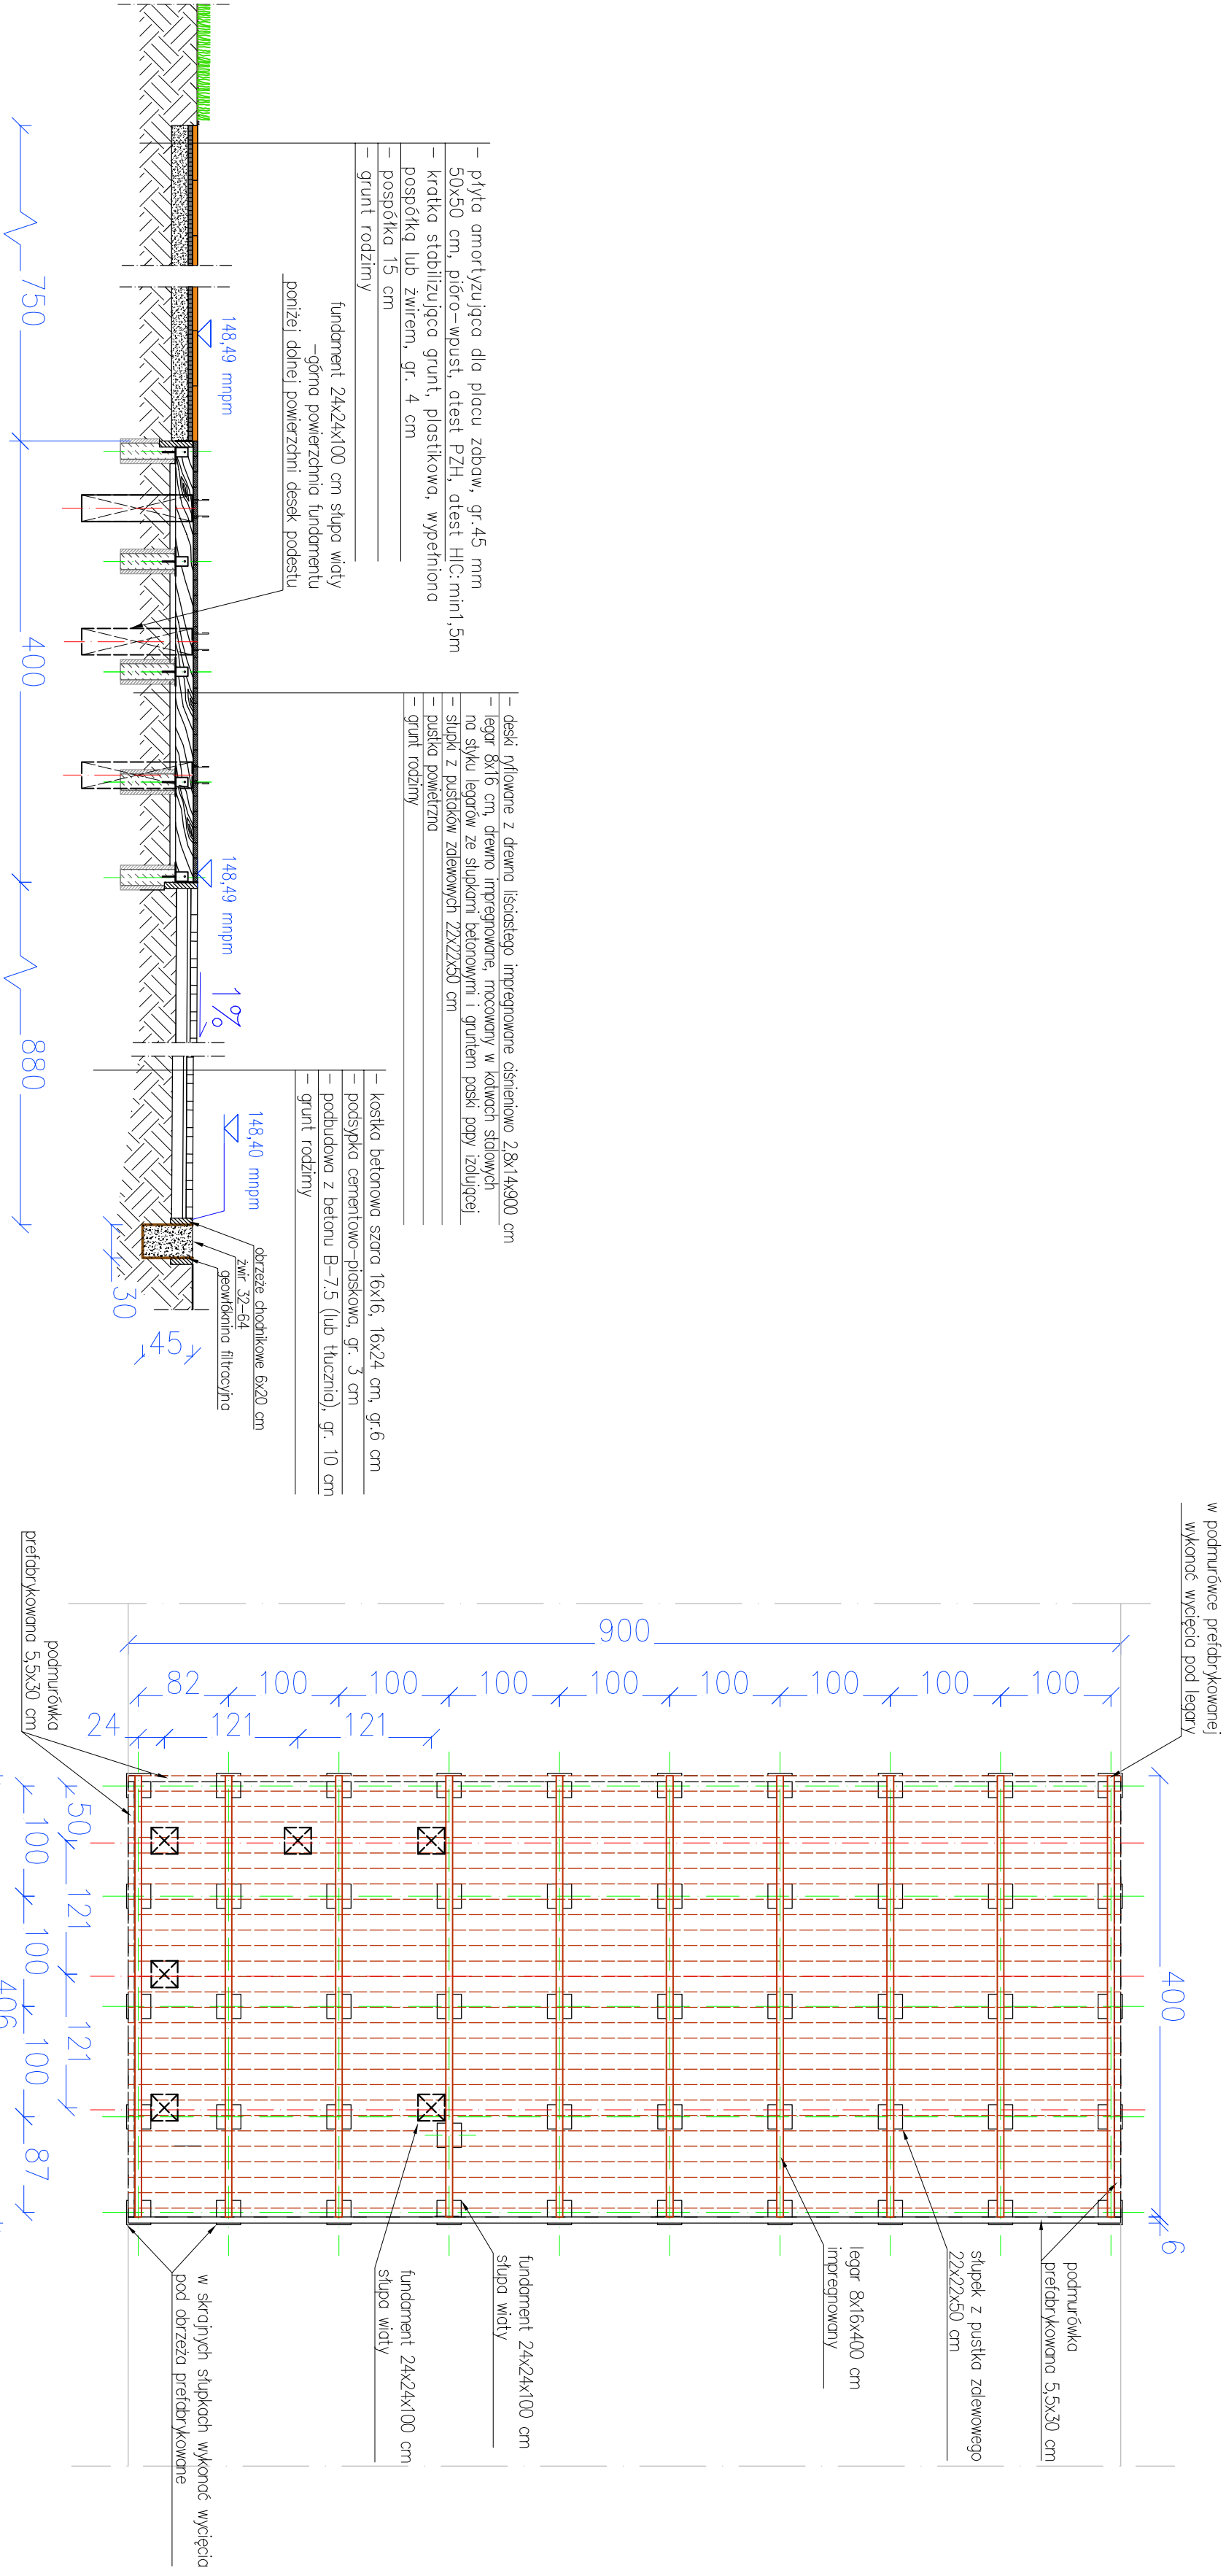 - płyta amortyzująca dla placu zabaw, gr.45 mm
50x50 cm, pióro-wpust, atest PZH, atest HIC: min1,5m
- kratka stabilizująca grunt, plastikowa, wypełniona
pospółką lub żwirem, gr. 4 cm
- pospółka 15 cm
- grunt rodzimy
fundament 24x24x100 cm słupa wiaty
-górna powierzchnia fundamentu
poniżej dolnej powierzchni desek podestu
148,49 mnpm
- deski ryflowane z drewna liściastego impregnowane ciśnieniowo 2,8x14x900 cm
- legar 8x16 cm, drewno impregnowane, mocowany w kotwach stalowych
na styku legarów ze słupkami betonowymi i gruntem paski papy izolującej
- słupki z pustaków zalewowych 22x22x50 cm
- pustka powietrzna
- grunt rodzimy
148,49 mnpm
1%
- kostka betonowa szara 16x16, 16x24 cm, gr.6 cm
- podsypka cementowo-piaskowa, gr. 3 cm
- podbudowa z betonu B-7.5 (lub tłucznia), gr. 10 cm
- grunt rodzimy
148,40 mnpm
obrzeże chodnikowe 6x20 cm
żwir 32-64
geowłóknina filtracyjna
45
30
750
400
880
w podmurówce prefabrykowanej
wykonać wycięcia pod legary
400
6
podmurówka
prefabrykowana 5,5x30 cm
słupek z pustka zalewowego
22x22x50 cm
legar 8x16x400 cm
impregnowany
fundament 24x24x100 cm
słupa wiaty
fundament 24x24x100 cm
słupa wiaty
w skrajnych słupkach wykonać wycięcia
pod obrzeża prefabrykowane
900
100
100
100
100
100
100
100
100
82
121
121
24
podmurówka
prefabrykowana 5,5x30 cm
50
121
121
100
100
100
87
406